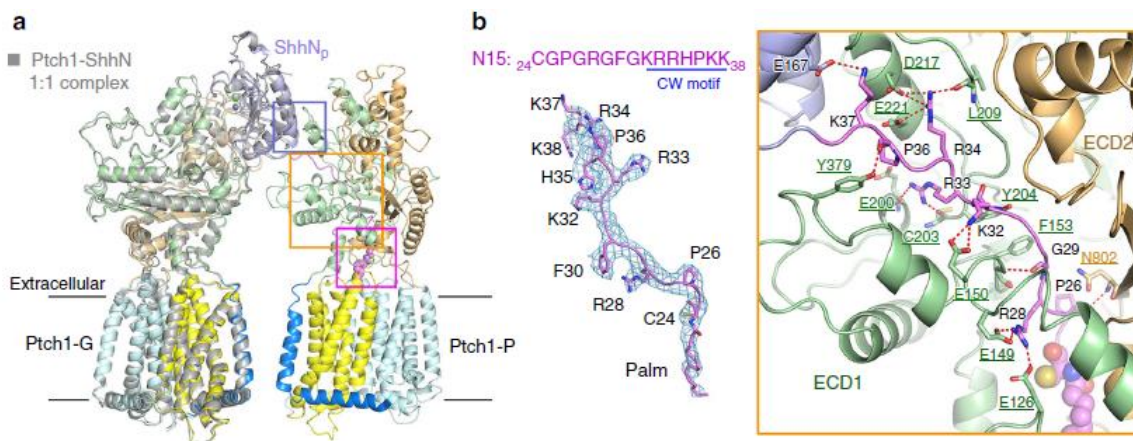 a
Ptch1-ShhN
1:1 complex
ShhNp
Extracellular
Ptch1-G
Ptch1-P
b
N15: 24CGPGRGFGKRRHPKK38
CW motif
K37
R34
P36
K38
R33
H35
K32
F30
P26
R28
C24
Palm
E167
D217
E221
L209
K37
P36
R34
ECD2
Y379
R33
E200
Y204
C203
K32
F153
G29
N802
E150
P26
R28
E149
ECD1
E126